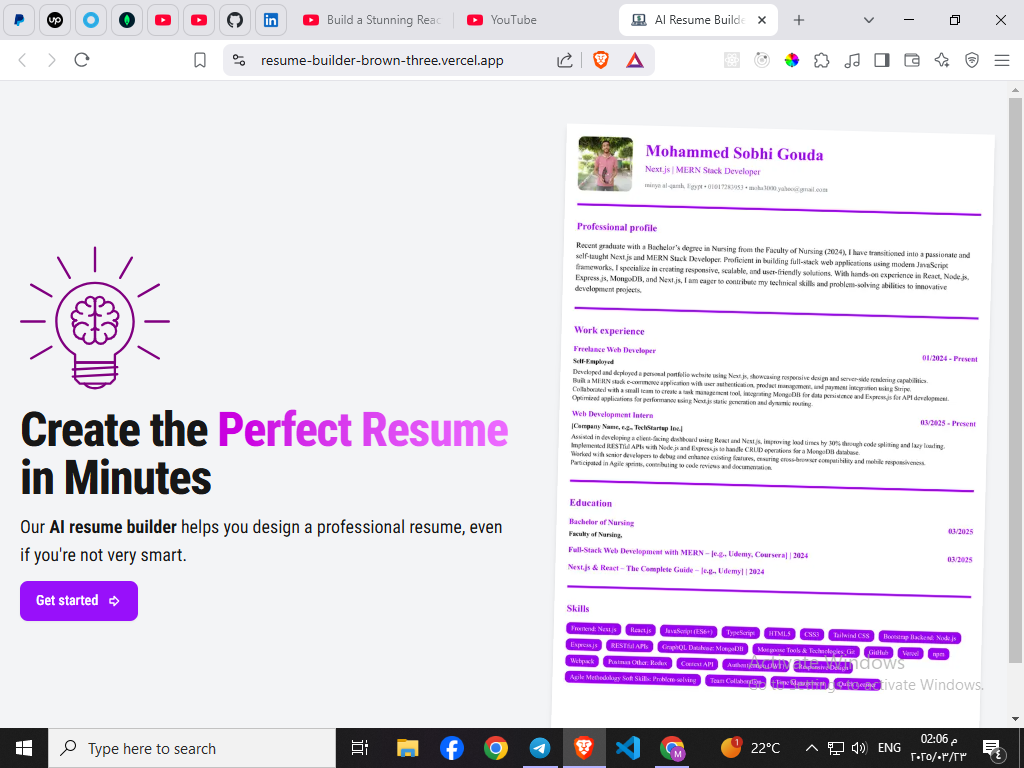 Build a Stunning Reac
YouTube
AI Resume Builde
resume-builder-brown-three.vercel.app
Create the Perfect Resume
in Minutes
Our AI resume builder helps you design a professional resume, even
if you're not very smart.
Get started
Mohammed Sobhi Gouda
Next.js | MERN Stack Developer
minya al-qamh, Egypt • 01017283953 • moha3000.yahoo@gmail.com
Professional profile
Recent graduate with a Bachelor's degree in Nursing from the Faculty of Nursing (2024), I have transitioned into a passionate and
self-taught Next.js and MERN Stack Developer. Proficient in building full-stack web applications using modern JavaScript
frameworks, I specialize in creating responsive, scalable, and user-friendly solutions. With hands-on experience in React, Node.js,
Express.js, MongoDB, and Next.js, I am eager to contribute my technical skills and problem-solving abilities to innovative
development projects.
Work experience
Freelance Web Developer 01/2024 - Present
Self-Employed
Developed and deployed a personal portfolio website using Next.js, showcasing responsive design and server-side rendering capabilities.
Built a MERN stack e-commerce application with user authentication, product management, and payment integration using Stripe.
Collaborated with a small team to create a task management tool, integrating MongoDB for data persistence and Express.js for API development.
Optimized applications for performance using Next.js static generation and dynamic routing.
Web Development Intern 03/2025 - Present
[Company Name, e.g., TechStartup Inc.]
Assisted in developing a client-facing dashboard using React and Next.js, improving load times by 30% through code splitting and lazy loading.
Implemented RESTful APIs with Node.js and Express.js to handle CRUD operations for a MongoDB database.
Worked with senior developers to debug and enhance existing features, ensuring cross-browser compatibility and mobile responsiveness.
Participated in Agile sprints, contributing to code reviews and documentation.
Education
Bachelor of Nursing 03/2025
Faculty of Nursing,
Full-Stack Web Development with MERN – [e.g., Udemy, Coursera] | 2024 03/2025
Next.js & React – The Complete Guide – [e.g., Udemy] | 2024
Skills
Frontend: Next.js React.js JavaScript (ES6+) TypeScript HTML5 CSS3 Tailwind CSS Bootstrap Backend: Node.js
Express.js RESTful APIs GraphQL Database: MongoDB Mongoose Tools & Technologies: Git GitHub Vercel npm
Webpack Postman Other: Redux Context API Authentication (JWT) Responsive Design
Agile Methodology Soft Skills: Problem-solving Team Collaboration Time Management Quick Learner
Activate Windows
Go to Settings to activate Windows.
Type here to search
1
22°C
ENG
02:06 م
٢٠٢٥/٠٣/٢٣
٤